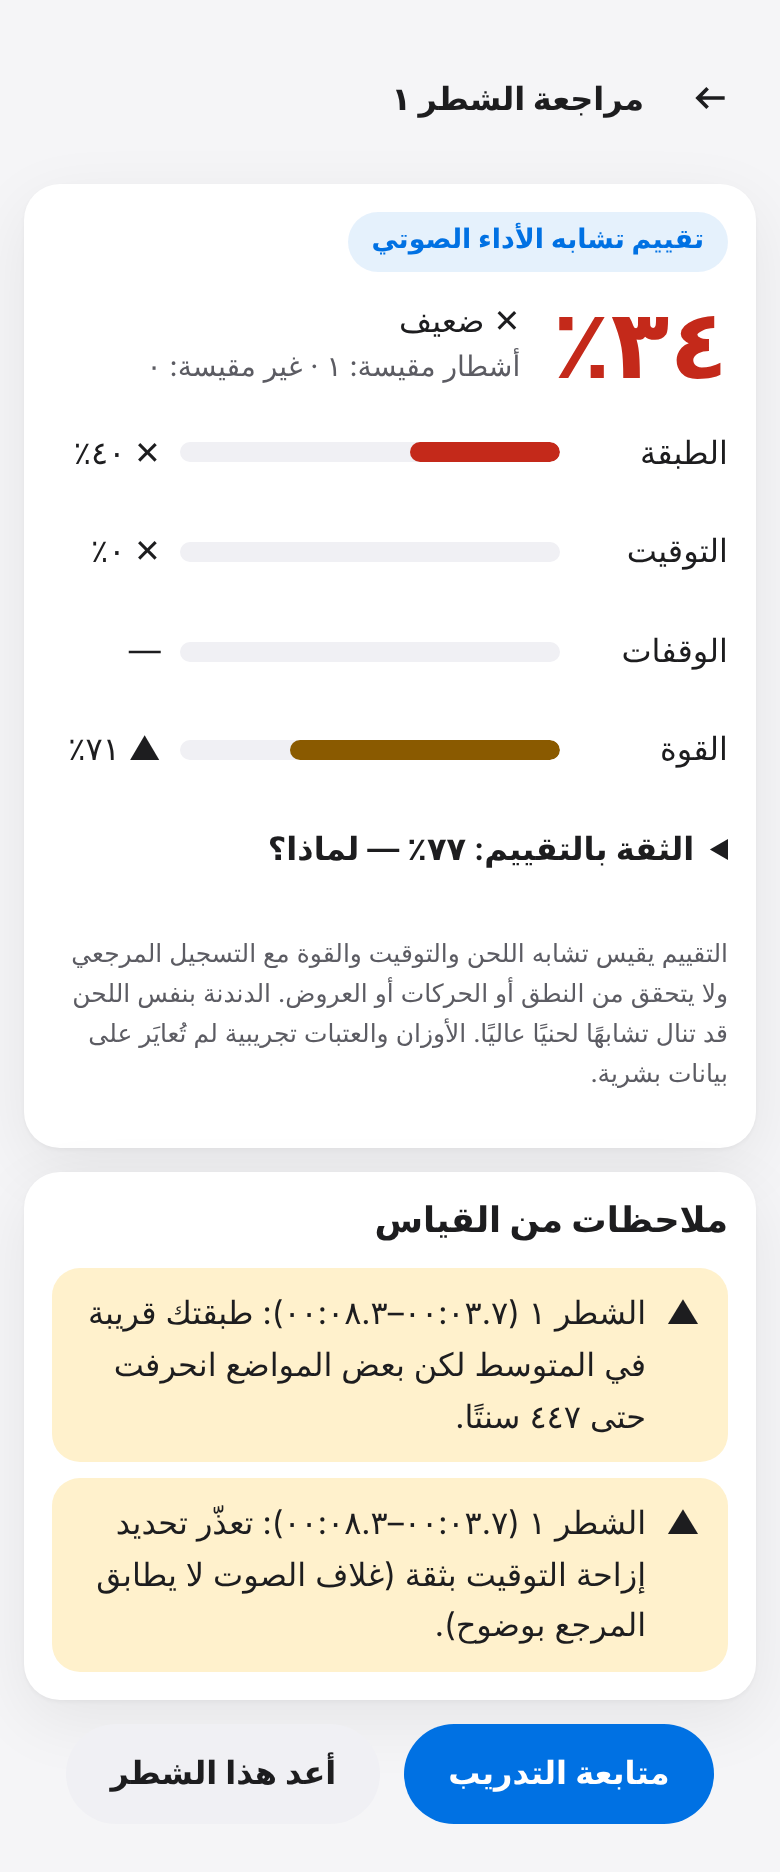 مراجعة الشطر ١
تقييم تشابه الأداء الصوتي
٣٤٪
✕ ضعيف
أشطار مقيسة: ١ · غير مقيسة: ٠
الطبقة ✕ ٤٠٪
التوقيت ✕ ٠٪
الوقفات —
القوة ▲ ٧١٪
◀ الثقة بالتقييم: ٧٧٪ — لماذا؟
التقييم يقيس تشابه اللحن والتوقيت والقوة مع التسجيل المرجعي
ولا يتحقق من النطق أو الحركات أو العروض. الدندنة بنفس اللحن
قد تنال تشابهًا لحنيًا عاليًا. الأوزان والعتبات تجريبية لم تُعايَر على
بيانات بشرية.
ملاحظات من القياس
▲ الشطر ١ (٠٠:٠٣.٧–٠٠:٠٨.٣): طبقتك قريبة
في المتوسط لكن بعض المواضع انحرفت
حتى ٤٤٧ سنتًا.
▲ الشطر ١ (٠٠:٠٣.٧–٠٠:٠٨.٣): تعذّر تحديد
إزاحة التوقيت بثقة (غلاف الصوت لا يطابق
المرجع بوضوح).
متابعة التدريب
أعد هذا الشطر